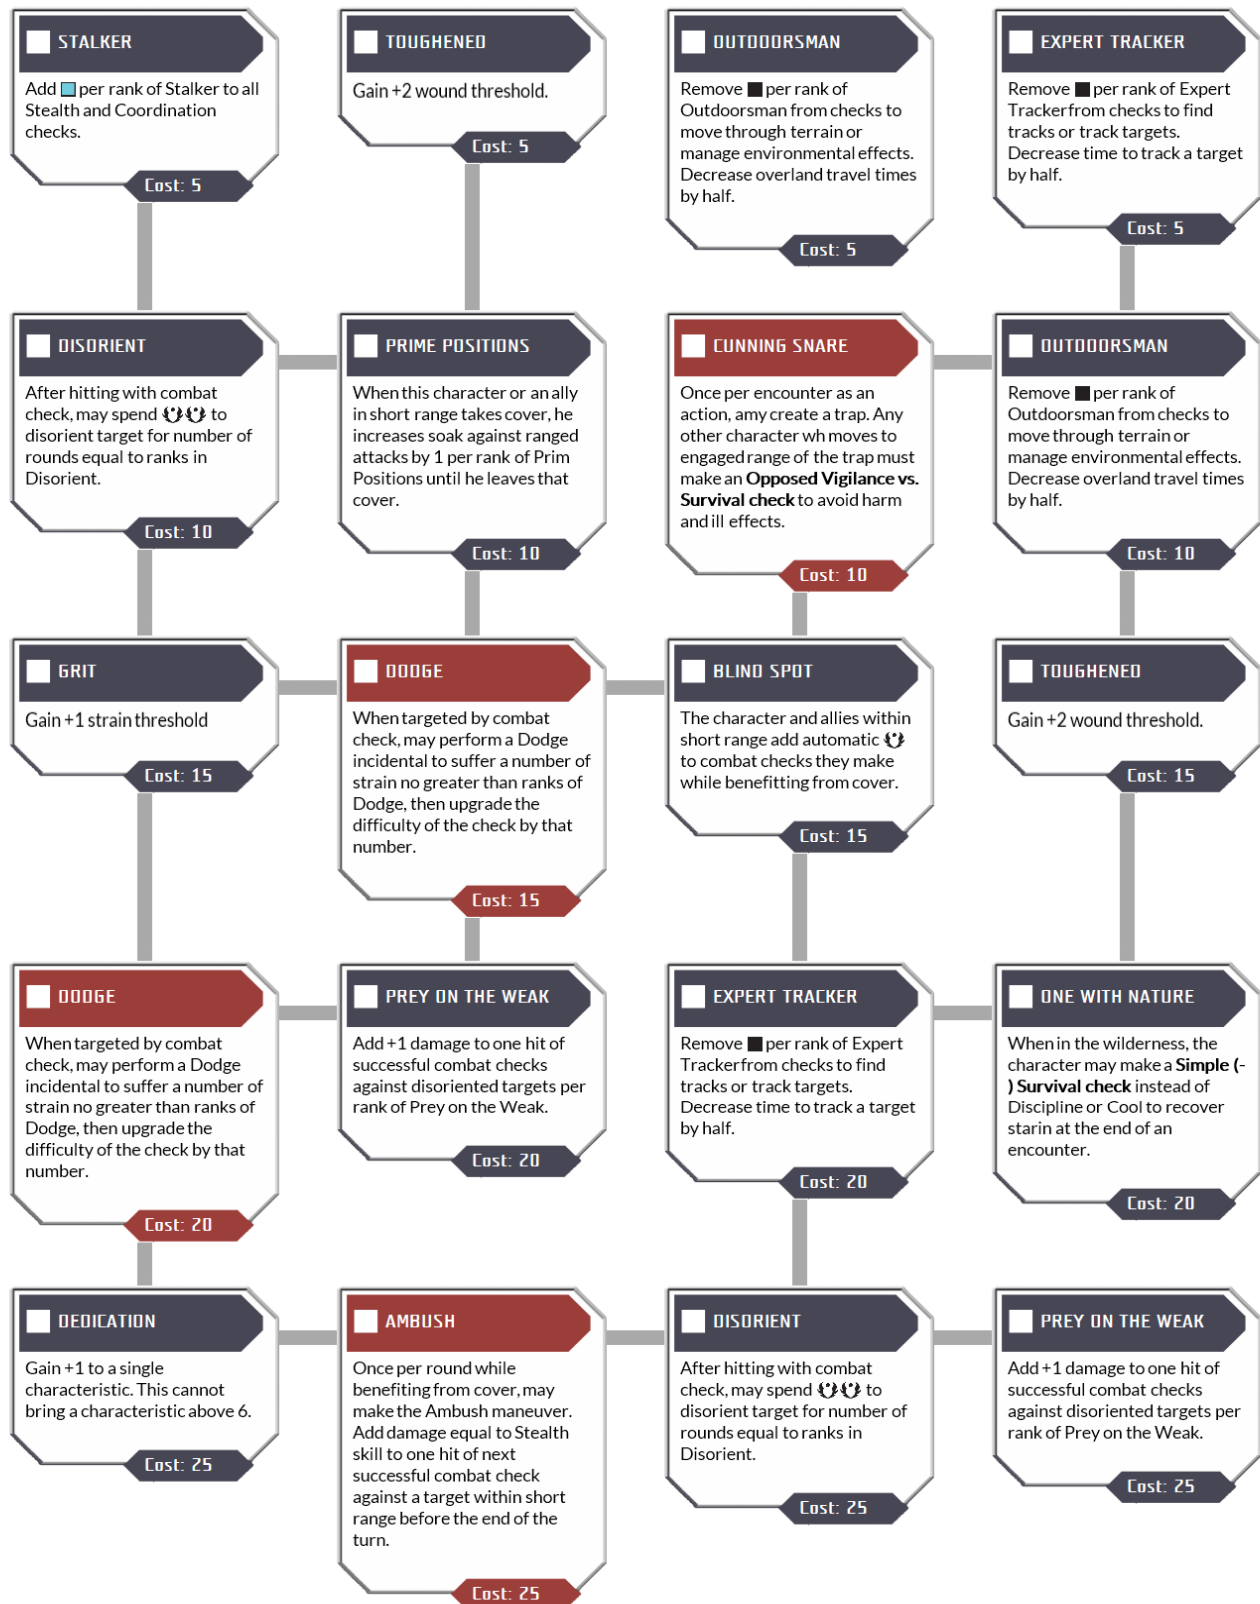 STALKER
Add per rank of Stalker to all
Stealth and Coordination
checks.
Cost: 5
TOUGHENED
Gain +2 wound threshold.
Cost: 5
OUTDOORSMAN
Remove per rank of
Outdoorsman from checks to
move through terrain or
manage environmental effects.
Decrease overland travel times
by half.
Cost: 5
EXPERT TRACKER
Remove per rank of Expert
Trackerfrom checks to find
tracks or track targets.
Decrease time to track a target
by half.
Cost: 5
DISORIENT
After hitting with combat
check, may spend to
disorient target for number of
rounds equal to ranks in
Disorient.
Cost: 10
PRIME POSITIONS
When this character or an ally
in short range takes cover, he
increases soak against ranged
attacks by 1 per rank of Prim
Positions until he leaves that
cover.
Cost: 10
CUNNING SNARE
Once per encounter as an
action, amy create a trap. Any
other character wh moves to
engaged range of the trap must
make an Opposed Vigilance vs.
Survival check to avoid harm
and ill effects.
Cost: 10
OUTDOORSMAN
Remove per rank of
Outdoorsman from checks to
move through terrain or
manage environmental effects.
Decrease overland travel times
by half.
Cost: 10
GRIT
Gain +1 strain threshold
Cost: 15
DODGE
When targeted by combat
check, may perform a Dodge
incidental to suffer a number of
strain no greater than ranks of
Dodge, then upgrade the
difficulty of the check by that
number.
Cost: 15
BLIND SPOT
The character and allies within
short range add automatic
to combat checks they make
while benefitting from cover.
Cost: 15
TOUGHENED
Gain +2 wound threshold.
Cost: 15
DODGE
When targeted by combat
check, may perform a Dodge
incidental to suffer a number of
strain no greater than ranks of
Dodge, then upgrade the
difficulty of the check by that
number.
Cost: 20
PREY ON THE WEAK
Add +1 damage to one hit of
successful combat checks
against disoriented targets per
rank of Prey on the Weak.
Cost: 20
EXPERT TRACKER
Remove per rank of Expert
Trackerfrom checks to find
tracks or track targets.
Decrease time to track a target
by half.
Cost: 20
ONE WITH NATURE
When in the wilderness, the
character may make a Simple (-
) Survival check instead of
Discipline or Cool to recover
starin at the end of an
encounter.
Cost: 20
DEDICATION
Gain +1 to a single
characteristic. This cannot
bring a characteristic above 6.
Cost: 25
AMBUSH
Once per round while
benefiting from cover, may
make the Ambush maneuver.
Add damage equal to Stealth
skill to one hit of next
successful combat check
against a target within short
range before the end of the
turn.
Cost: 25
DISORIENT
After hitting with combat
check, may spend to
disorient target for number of
rounds equal to ranks in
Disorient.
Cost: 25
PREY ON THE WEAK
Add +1 damage to one hit of
successful combat checks
against disoriented targets per
rank of Prey on the Weak.
Cost: 25